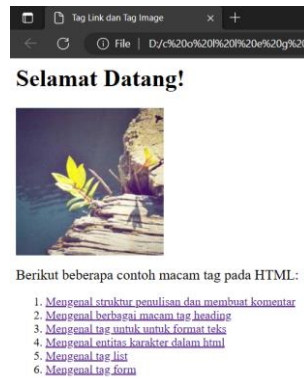 Tag Link dan Tag Image
File | D:/c%20o%20l%20l%20e%20g%20
Selamat Datang!
Berikut beberapa contoh macam tag pada HTML:
1. Mengenal struktur penulisan dan membuat komentar
2. Mengenal berbagai macam tag heading
3. Mengenal tag untuk untuk format teks
4. Mengenal entitas karakter dalam html
5. Mengenal tag list
6. Mengenal tag form